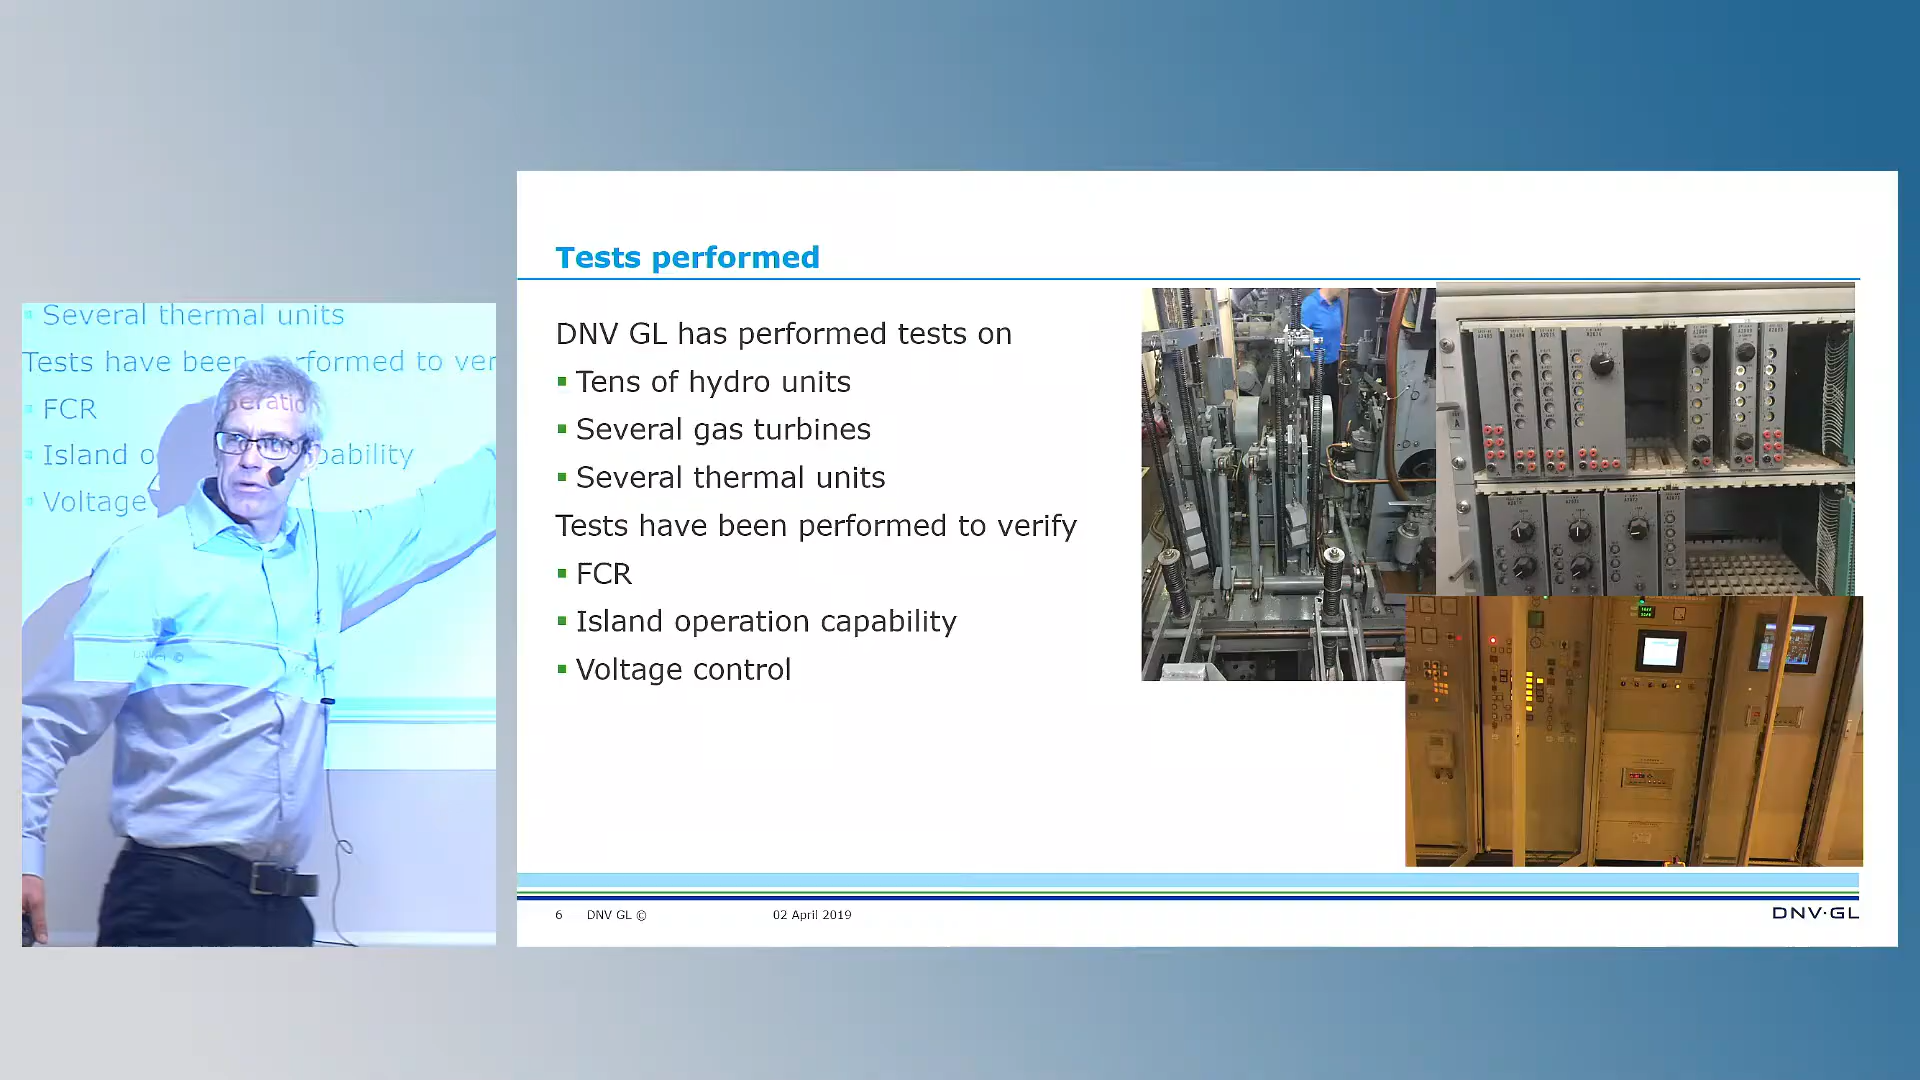 Several thermal units
Tests have been performed to ver
FCR
Island o pability
Voltage
eration
Tests performed
DNV GL has performed tests on
Tens of hydro units
Several gas turbines
Several thermal units
Tests have been performed to verify
FCR
Island operation capability
Voltage control
6 DNV GL © 02 April 2019
DNV·GL